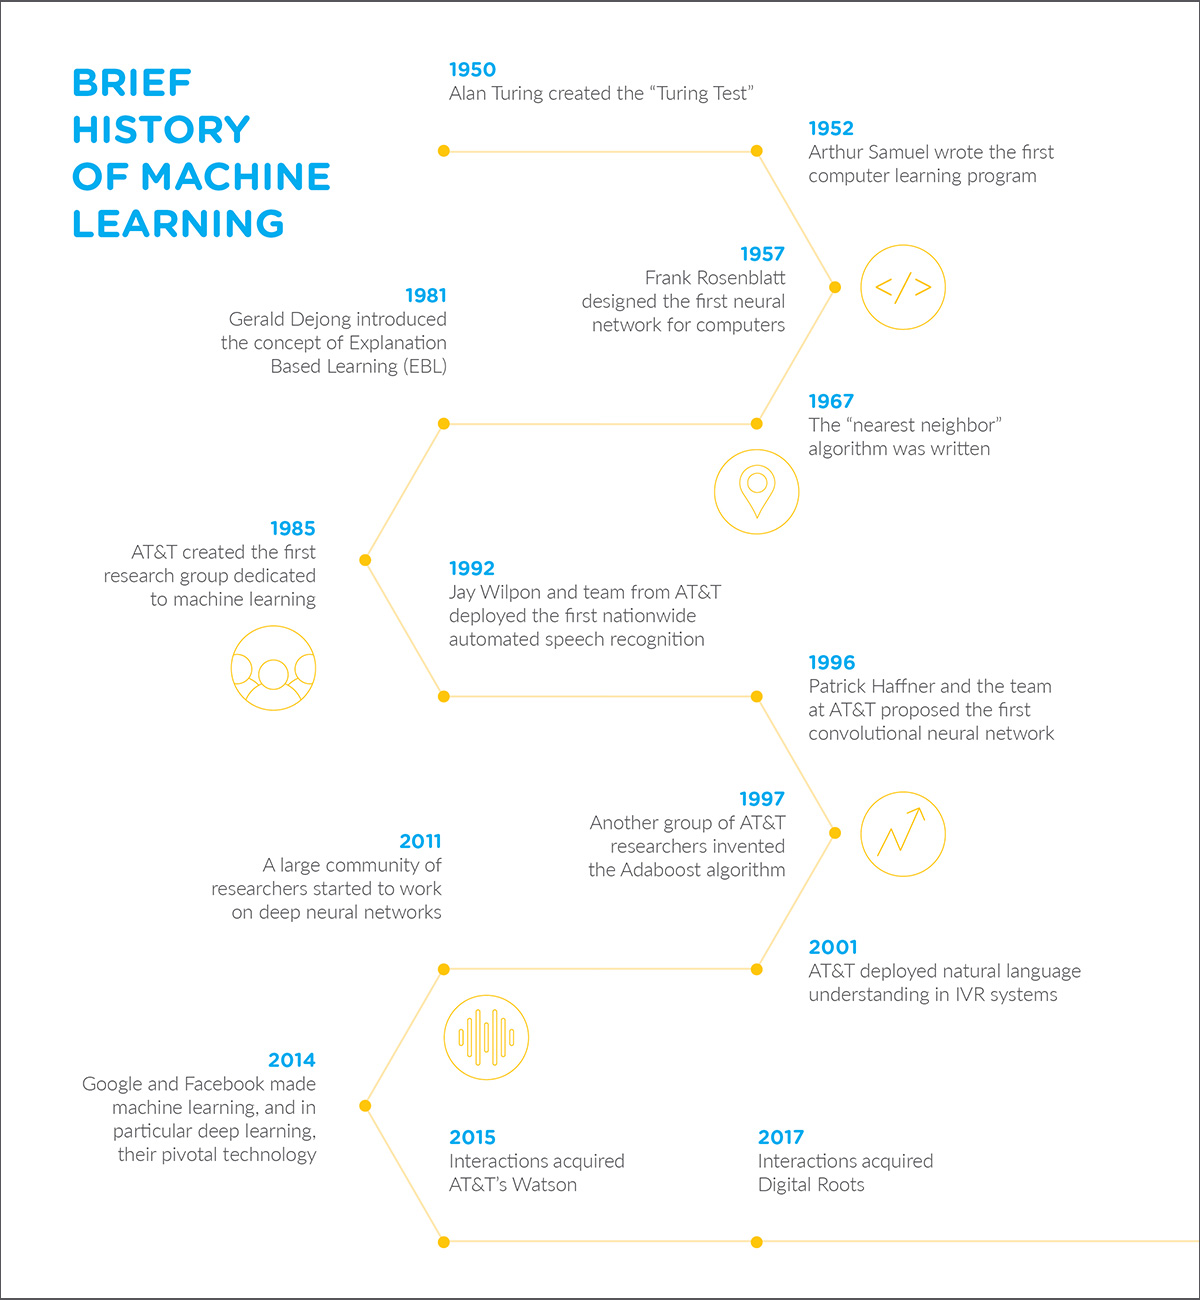 BRIEF
HISTORY
OF MACHINE
LEARNING
1950
Alan Turing created the “Turing Test”
1952
Arthur Samuel wrote the first
computer learning program
1957
Frank Rosenblatt
designed the first neural
network for computers
1967
The “nearest neighbor”
algorithm was written
1981
Gerald Dejong introduced
the concept of Explanation
Based Learning (EBL)
1985
AT&T created the first
research group dedicated
to machine learning
1992
Jay Wilpon and team from AT&T
deployed the first nationwide
automated speech recognition
1996
Patrick Haffner and the team
at AT&T proposed the first
convolutional neural network
1997
Another group of AT&T
researchers invented
the Adaboost algorithm
2001
AT&T deployed natural language
understanding in IVR systems
2011
A large community of
researchers started to work
on deep neural networks
2014
Google and Facebook made
machine learning, and in
particular deep learning,
their pivotal technology
2015
Interactions acquired
AT&T’s Watson
2017
Interactions acquired
Digital Roots